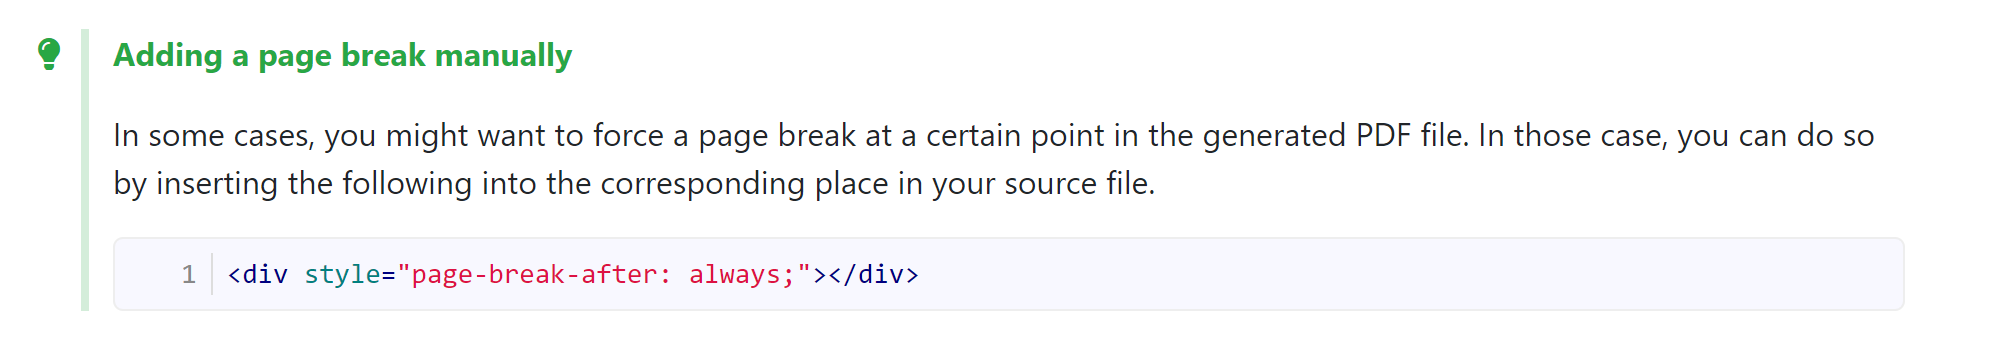 Adding a page break manually
In some cases, you might want to force a page break at a certain point in the generated PDF file. In those case, you can do so
by inserting the following into the corresponding place in your source file.
1 <div style="page-break-after: always;"></div>